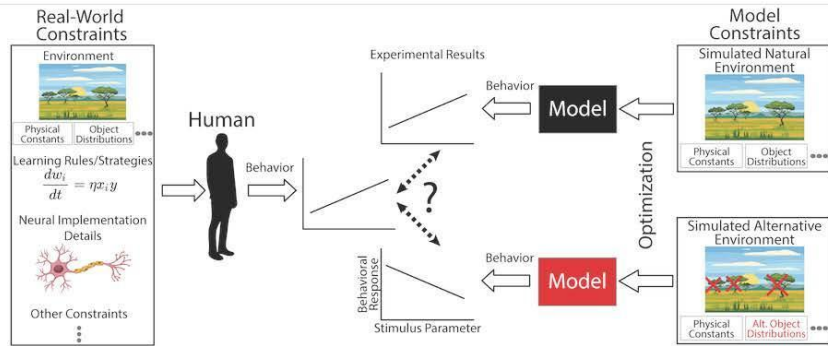 Real-World
Constraints
Environment
Physical
Constants
Object
Distributions
Learning Rules/Strategies
dw_i/dt = ηx_i y
Neural Implementation
Details
Other Constraints
Human
Behavior
Experimental Results
?
Behavioral
Response
Stimulus Parameter
Behavior
Model
Behavior
Model
Optimization
Model
Constraints
Simulated Natural
Environment
Physical
Constants
Object
Distributions
Simulated Alternative
Environment
Physical
Constants
Alt. Object
Distributions